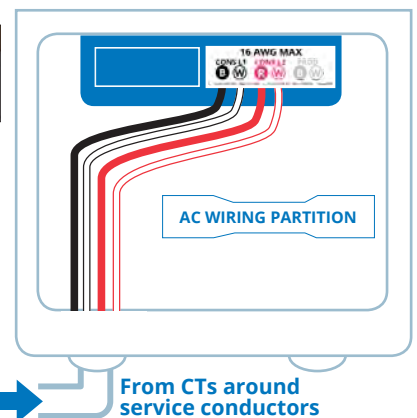 16 AWG MAX
CONS L1 CONS L2 PROD
B W R W B W
AC WIRING PARTITION
From CTs around
service conductors